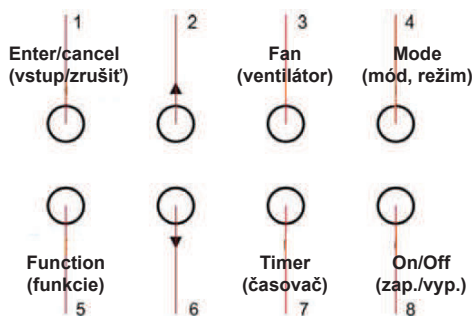 1 2 3 4
Enter/cancel Fan Mode
(vstup/zrušiť) (ventilátor) (mód, režim)
Function Timer On/Off
(funkcie) (časovač) (zap./vyp.)
5 6 7 8